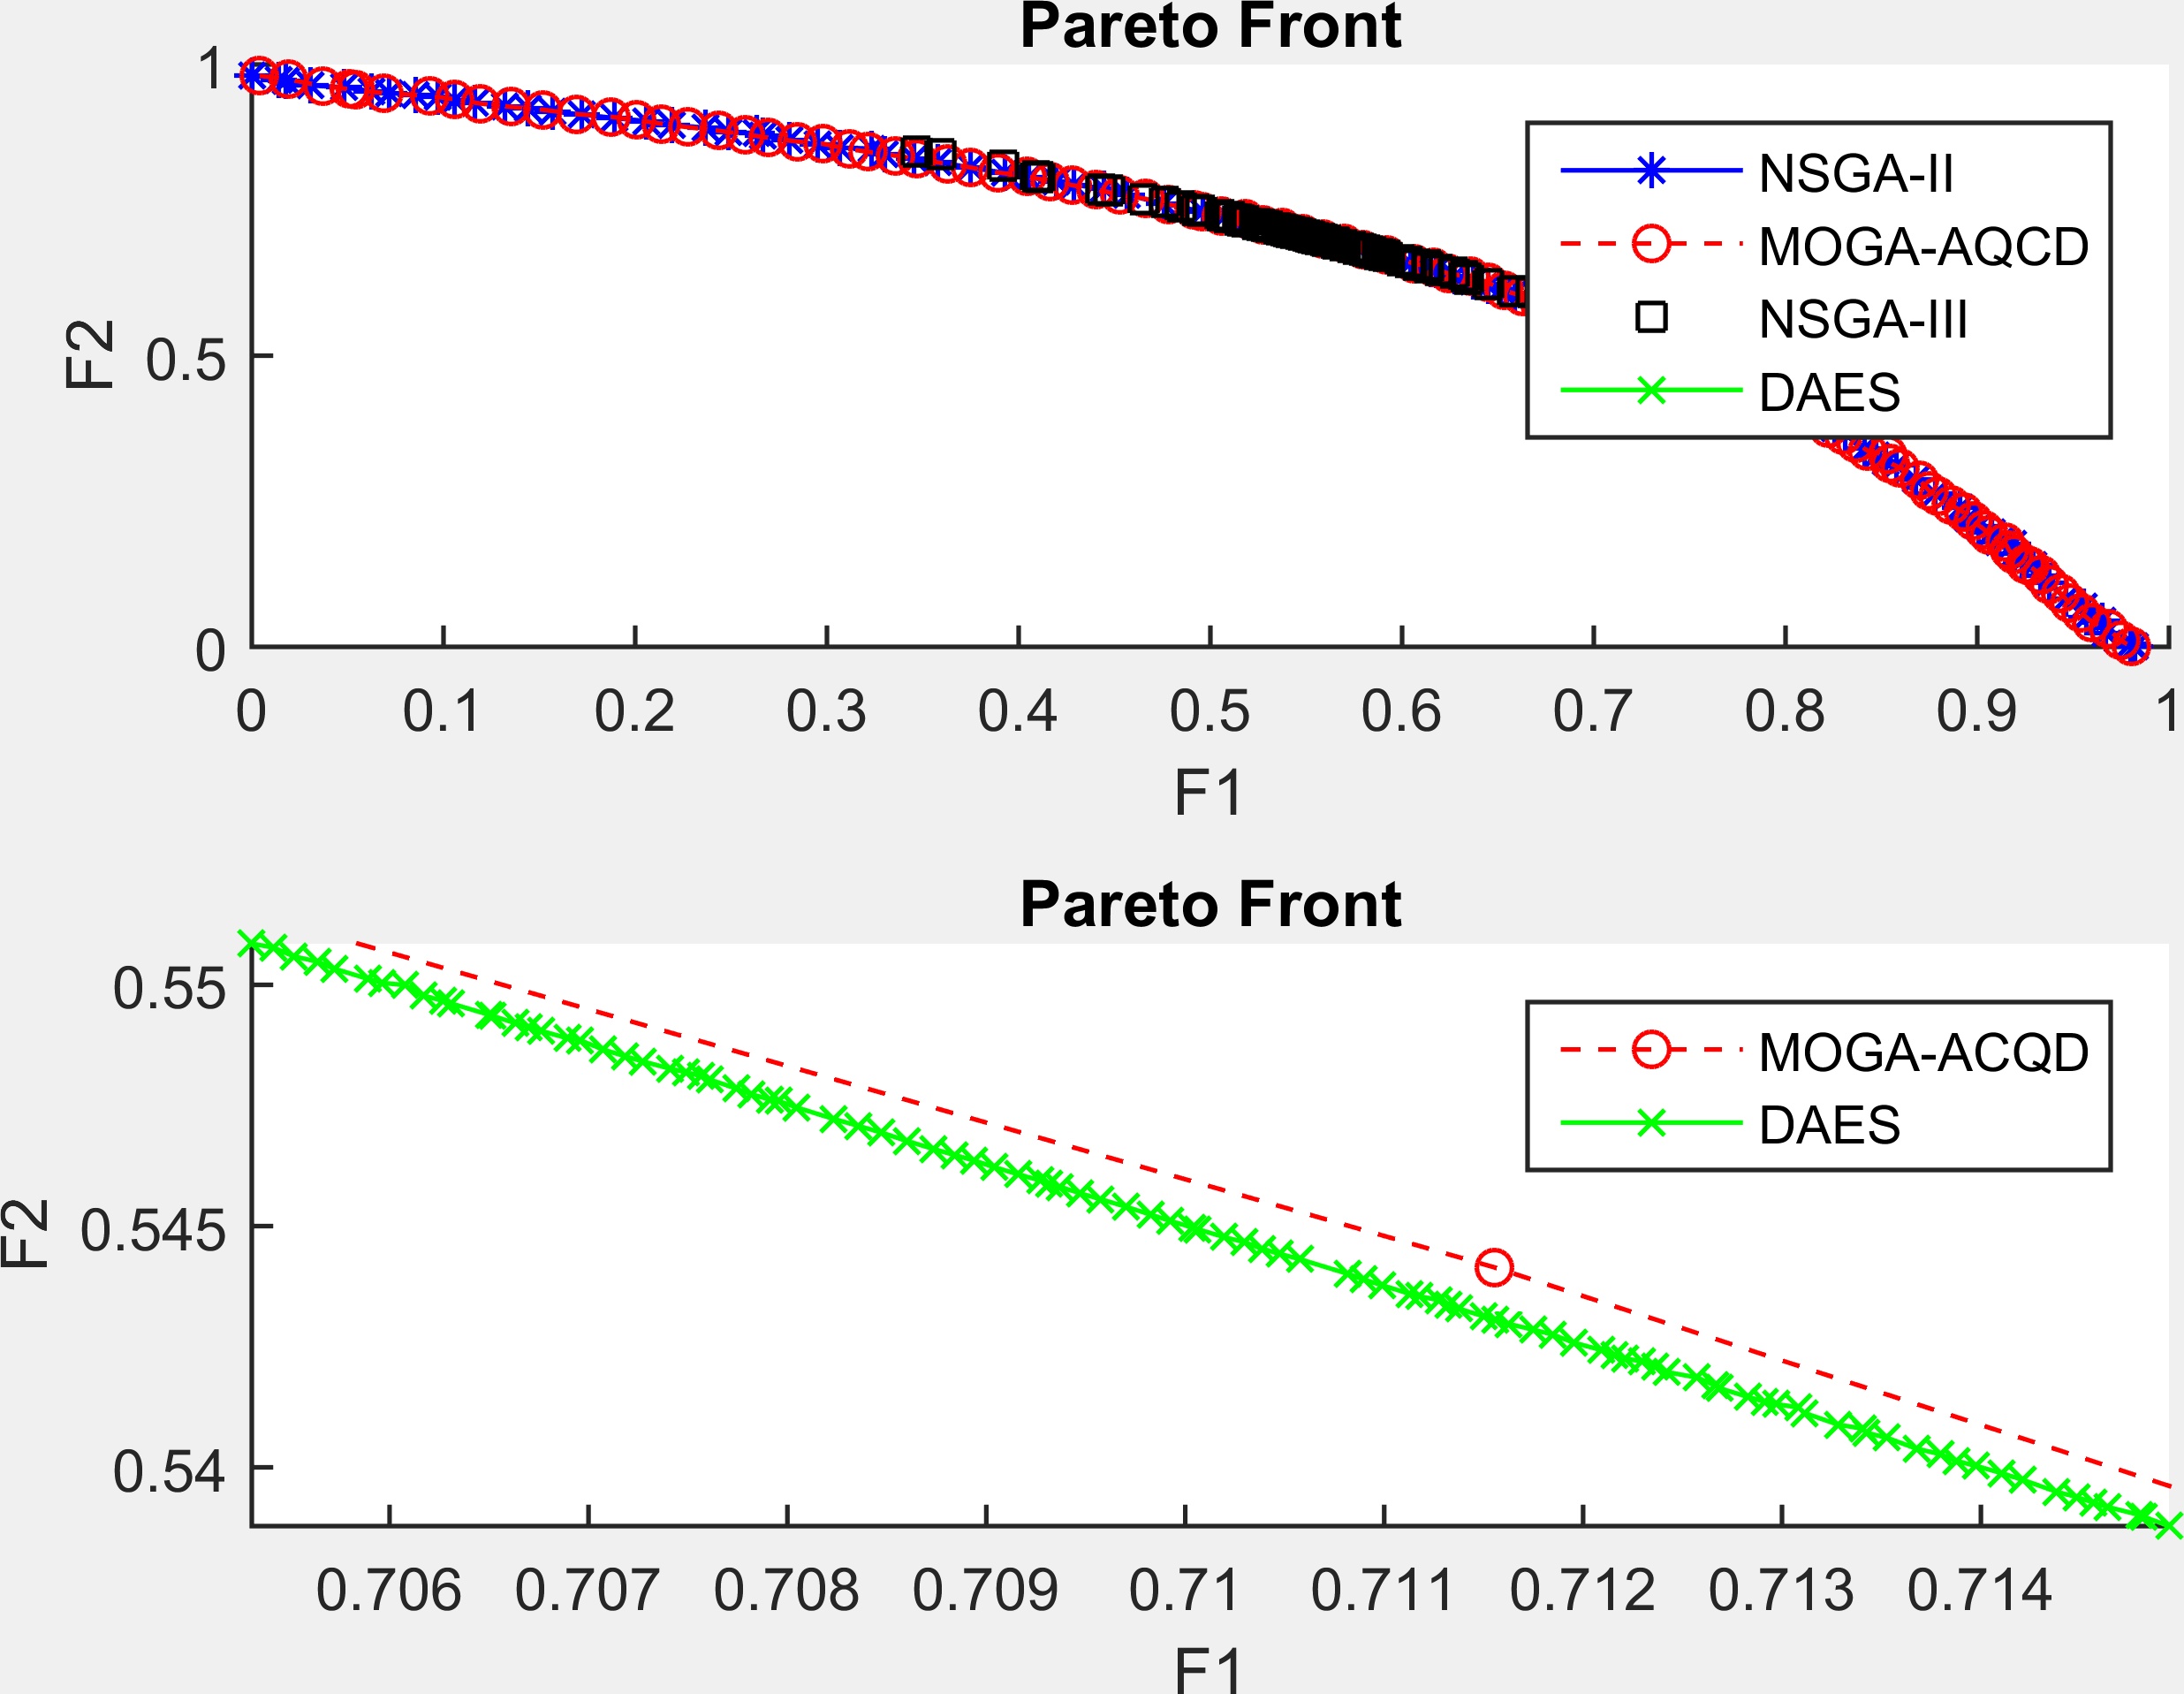 Pareto Front
1
0.5
0
F2
NSGA-II
MOGA-AQCD
NSGA-III
DAES
0 0.1 0.2 0.3 0.4 0.5 0.6 0.7 0.8 0.9 1
F1
Pareto Front
0.55
0.545
0.54
F2
MOGA-ACQD
DAES
0.706 0.707 0.708 0.709 0.71 0.711 0.712 0.713 0.714
F1